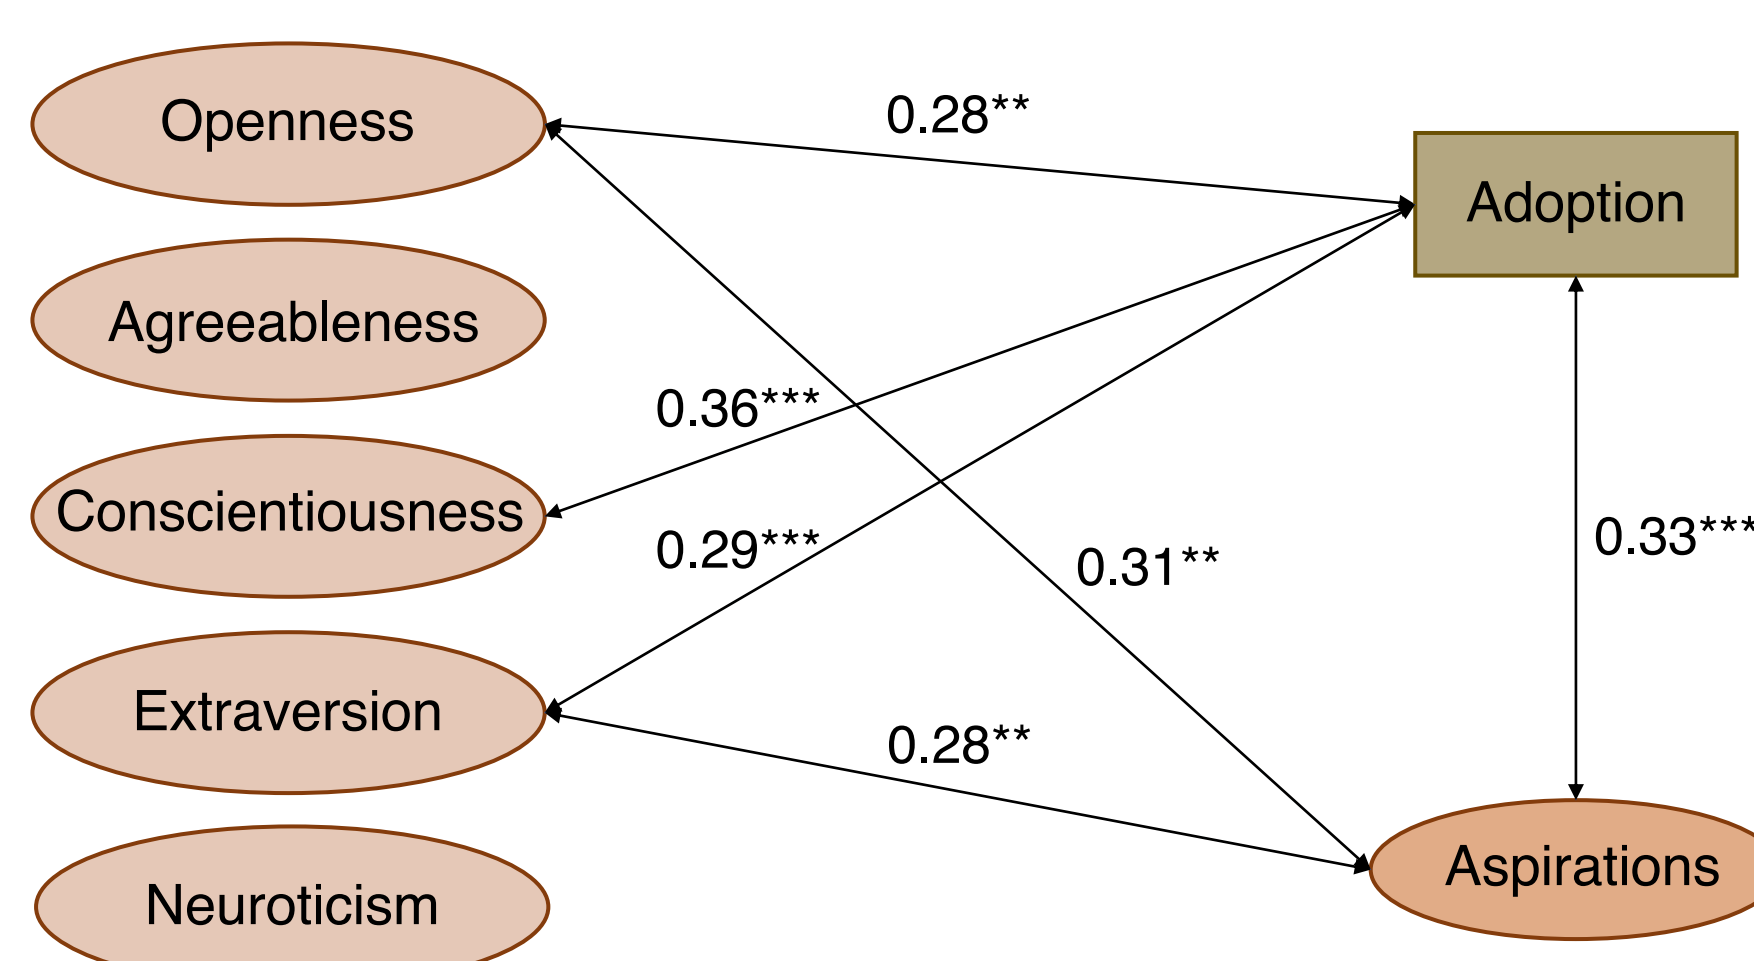 Openness
0.28**
Adoption
Agreeableness
0.36***
Conscientiousness
0.29***
0.31**
0.33***
Extraversion
0.28**
Aspirations
Neuroticism